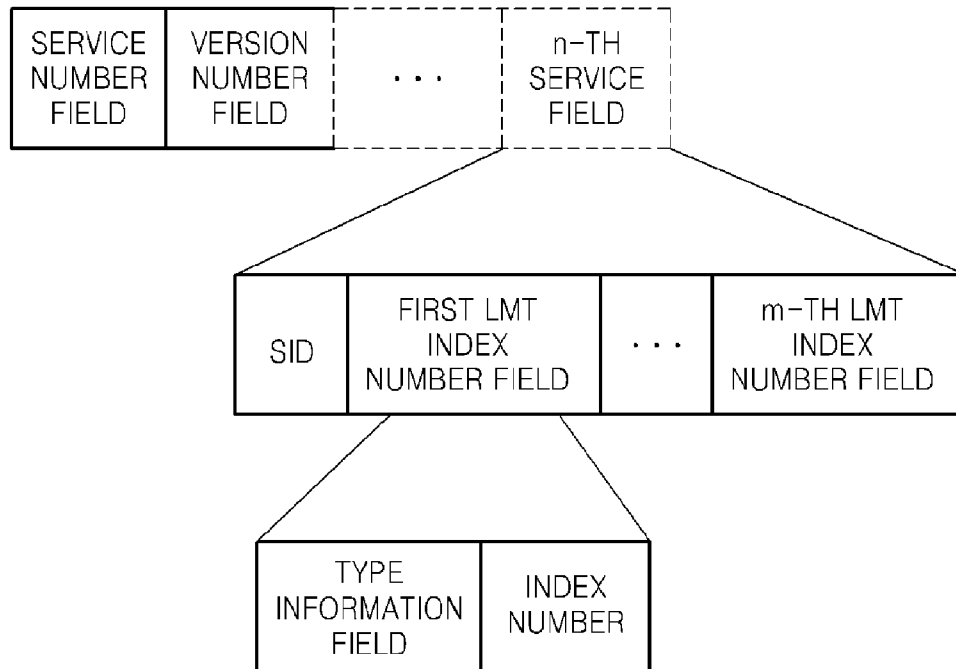 SERVICE
NUMBER
FIELD
VERSION
NUMBER
FIELD
. . .
n-TH
SERVICE
FIELD
SID
FIRST LMT
INDEX
NUMBER FIELD
. . .
m-TH LMT
INDEX
NUMBER FIELD
TYPE
INFORMATION
FIELD
INDEX
NUMBER